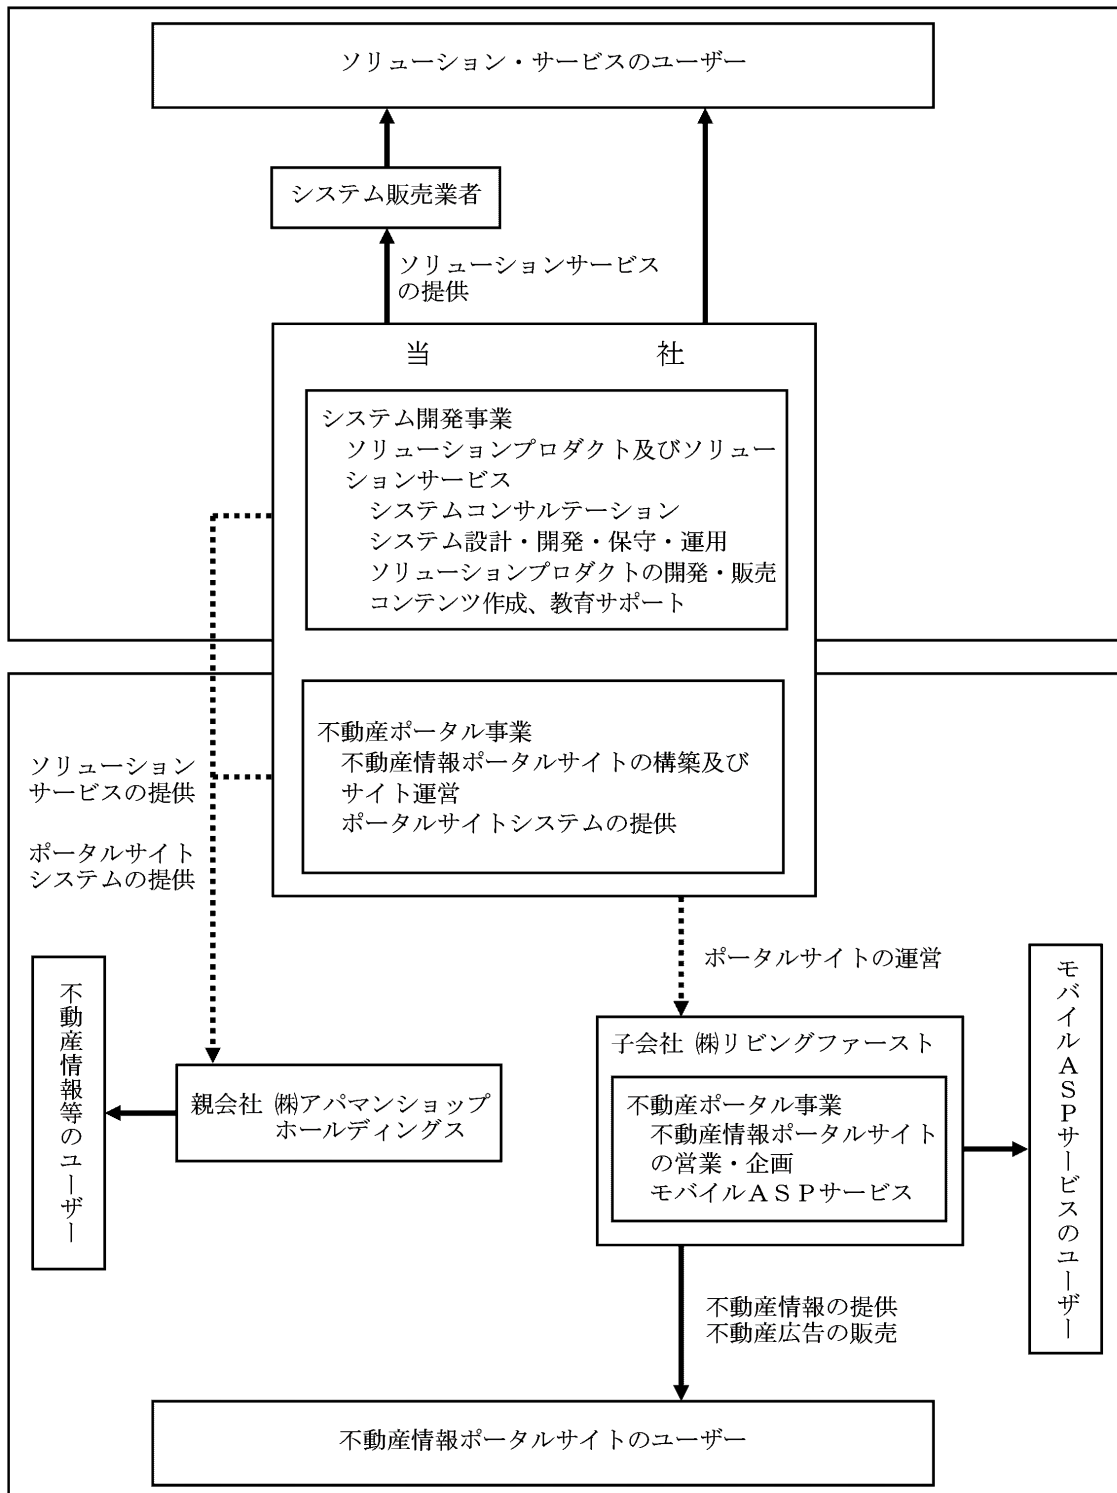 ソリューション・サービスのユーザー
システム販売業者
ソリューションサービス
の提供
当　　　　　社
システム開発事業
ソリューションプロダクト及びソリュー
ションサービス
システムコンサルテーション
システム設計・開発・保守・運用
ソリューションプロダクトの開発・販売
コンテンツ作成、教育サポート
不動産ポータル事業
不動産情報ポータルサイトの構築及び
サイト運営
ポータルサイトシステムの提供
ソリューション
サービスの提供
ポータルサイト
システムの提供
ポータルサイトの運営
不動産情報等のユーザー
親会社 ㈱アパマンショップ
ホールディングス
子会社 ㈱リビングファースト
不動産ポータル事業
不動産情報ポータルサイト
の営業・企画
モバイルＡＳＰサービス
モバイルＡＳＰサービスのユーザー
不動産情報の提供
不動産広告の販売
不動産情報ポータルサイトのユーザー